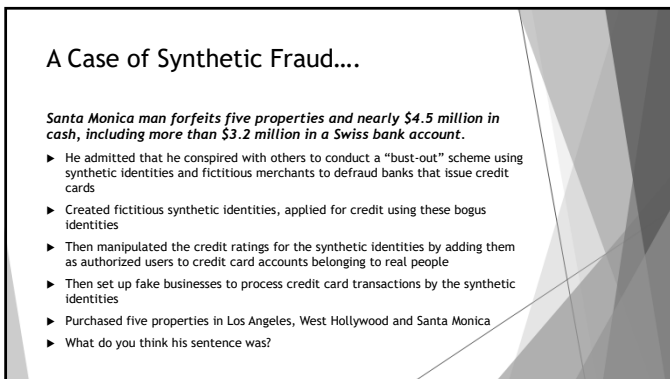 A Case of Synthetic Fraud….
Santa Monica man forfeits five properties and nearly $4.5 million in
cash, including more than $3.2 million in a Swiss bank account.
He admitted that he conspired with others to conduct a “bust-out” scheme using
synthetic identities and fictitious merchants to defraud banks that issue credit
cards
Created fictitious synthetic identities, applied for credit using these bogus
identities
Then manipulated the credit ratings for the synthetic identities by adding them
as authorized users to credit card accounts belonging to real people
Then set up fake businesses to process credit card transactions by the synthetic
identities
Purchased five properties in Los Angeles, West Hollywood and Santa Monica
What do you think his sentence was?